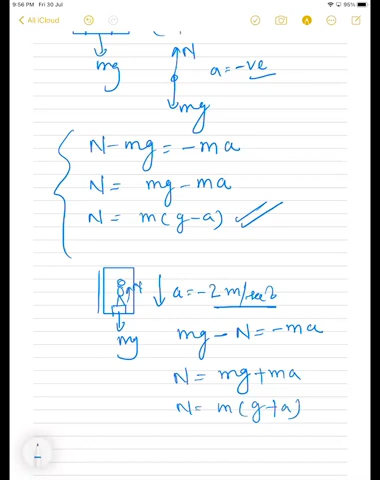 9:56 PM Fri 30 Jul
95%
All iCloud
mg
N
a = -ve
mg
N - mg = -ma
N = mg - ma
N = m(g-a)
N
a = -2 m/sec2
mg
mg - N = -ma
N = mg + ma
N = m(g+a)